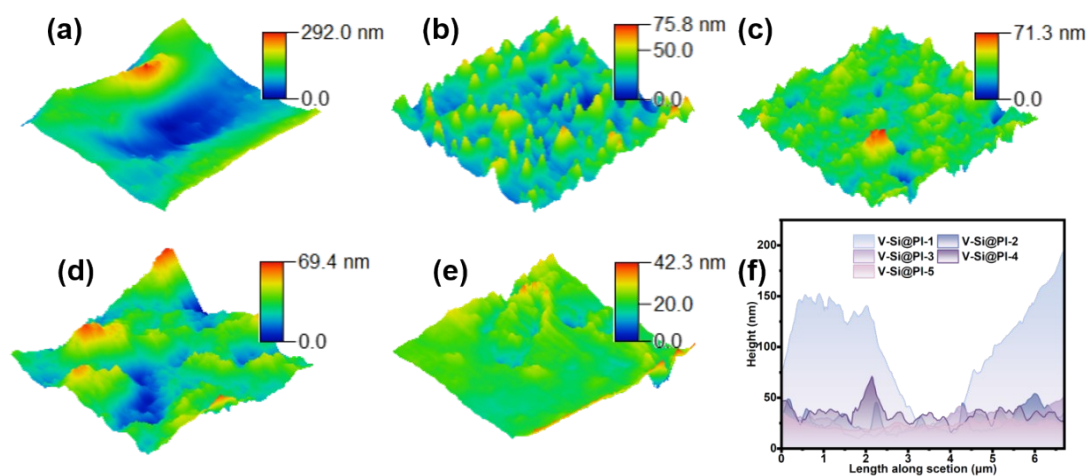 (a)
292.0 nm
0.0
(b)
75.8 nm
50.0
0.0
(c)
71.3 nm
0.0
(d)
69.4 nm
0.0
(e)
42.3 nm
20.0
0.0
(f)
V-Si@PI-1
V-Si@PI-2
V-Si@PI-3
V-Si@PI-4
V-Si@PI-5
Height (nm)
200
150
100
50
0
0 1 2 3 4 5 6
Length along scetion (μm)